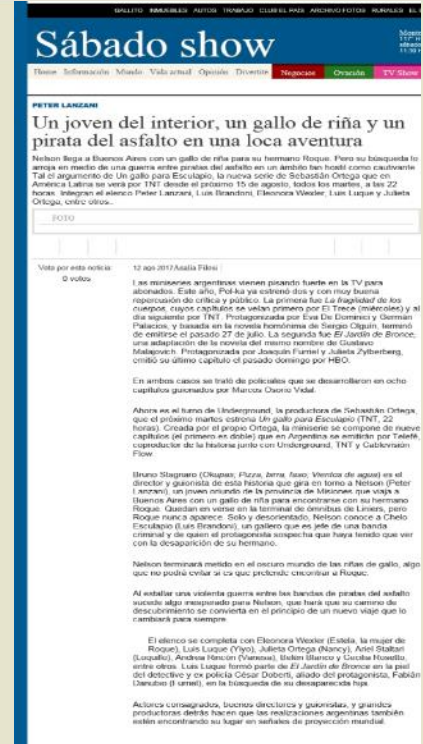 GALLITO INMUEBLES AUTOS TRABAJO CLUB EL PAIS ARCHIVO FOTOS RURALES EL
Sábado show
Home Información Mundo Vida actual Opinión Divertite Negocios Ovación TV Show
PETER LANZANI
Un joven del interior, un gallo de riña y un
pirata del asfalto en una loca aventura
Nelson llega a Buenos Aires con un gallo de riña para su hermano Roque. Pero su búsqueda lo
arroja en medio de una guerra entre piratas del asfalto en un ámbito tan hostil como cautivante.
Tal el argumento de Un gallo para Esculapio, la nueva serie de Sebastián Ortega que en
América Latina se verá por TNT desde el próximo 15 de agosto, todos los martes, a las 22
horas. Integran el elenco Peter Lanzani, Luis Brandoni, Eleonora Wexler, Luis Luque y Julieta
Ortega, entre otros.
FOTO
Vote por esta noticia:
0 votos
12 ago 2017 Analía Filosi
Las miniseries argentinas vienen pisando fuerte en la TV para
abonados. Este año, Pol-ka ya estrenó dos y con muy buena
repercusión de crítica y público. La primera fue La fragilidad de los
cuerpos, cuyos capítulos se veían primero por El Trece (miércoles) y al
día siguiente por TNT. Protagonizada por Eva De Dominici y Germán
Palacios, y basada en la novela homónima de Sergio Olguín, terminó
de emitirse el pasado 27 de julio. La segunda fue El Jardín de Bronce,
una adaptación de la novela del mismo nombre de Gustavo
Malajovich. Protagonizada por Joaquín Furriel y Julieta Zylberberg,
emitió su último capítulo el pasado domingo por HBO.
En ambos casos se trató de policiales que se desarrollaron en ocho
capítulos guionados por Marcos Osorio Vidal.
Ahora es el turno de Underground, la productora de Sebastián Ortega,
que el próximo martes estrena Un gallo para Esculapio (TNT, 22
horas). Creada por el propio Ortega, la miniserie se compone de nueve
capítulos (el primero es doble) que en Argentina se emitirán por Telefé,
coproductor de la historia junto con Underground, TNT y Cablevisión
Flow.
Bruno Stagnaro (Okupas, Pizza, birra, faso, Vientos de agua) es el
director y guionista de esta historia que gira en torno a Nelson (Peter
Lanzani), un joven oriundo de la provincia de Misiones que viaja a
Buenos Aires con un gallo de riña para encontrarse con su hermano
Roque. Quedan en verse en la terminal de ómnibus de Liniers, pero
Roque nunca aparece. Solo y desorientado, Nelson conoce a Chelo
Esculapio (Luis Brandoni), un gallero que es jefe de una banda
criminal y de quien el protagonista sospecha que haya tenido que ver
con la desaparición de su hermano.
Nelson terminará metido en el oscuro mundo de las riñas de gallo, algo
que no podrá evitar si es que pretende encontrar a Roque.
Al estallar una violenta guerra entre las bandas de piratas del asfalto
sucede algo inesperado para Nelson, que hará que su camino de
descubrimiento se convierta en el principio de un nuevo viaje que lo
cambiará para siempre.
El elenco se completa con Eleonora Wexler (Estela, la mujer de
Roque), Luis Luque (Yiyo), Julieta Ortega (Nancy), Ariel Staltari
(Loquillo), Andrea Rincón (Vanesa), Belén Blanco y Cecilia Rosetto,
entre otros. Luis Luque formó parte de El Jardín de Bronce en la piel
del detective y ex policía César Doberti, aliado del protagonista, Fabián
Danubio (Furriel), en la búsqueda de su desaparecida hija.
Actores consagrados, buenos directores y guionistas, y grandes
productoras detrás hacen que las realizaciones argentinas también
estén encontrando su lugar en señales de proyección mundial.